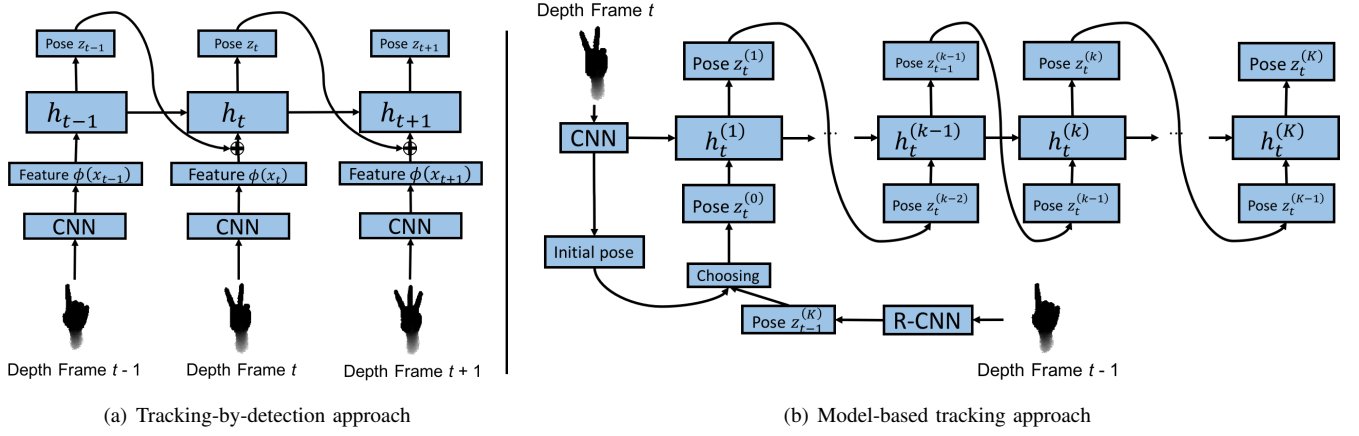 Pose z_{t-1}
Pose z_t
Pose z_{t+1}
h_{t-1}
h_t
h_{t+1}
⊕
⊕
Feature ϕ(x_{t-1})
Feature ϕ(x_t)
Feature ϕ(x_{t+1})
CNN
CNN
CNN
Depth Frame t - 1
Depth Frame t
Depth Frame t + 1
(a) Tracking-by-detection approach
Depth Frame t
Pose z_t^{(1)}
Pose z_{t-1}^{(k-1)}
Pose z_t^{(k)}
Pose z_t^{(K)}
CNN
h_t^{(1)}
...
h_t^{(k-1)}
h_t^{(k)}
...
h_t^{(K)}
Pose z_t^{(0)}
Pose z_t^{(k-2)}
Pose z_t^{(k-1)}
Pose z_t^{(K-1)}
Initial pose
Choosing
Pose z_{t-1}^{(K)}
R-CNN
Depth Frame t - 1
(b) Model-based tracking approach